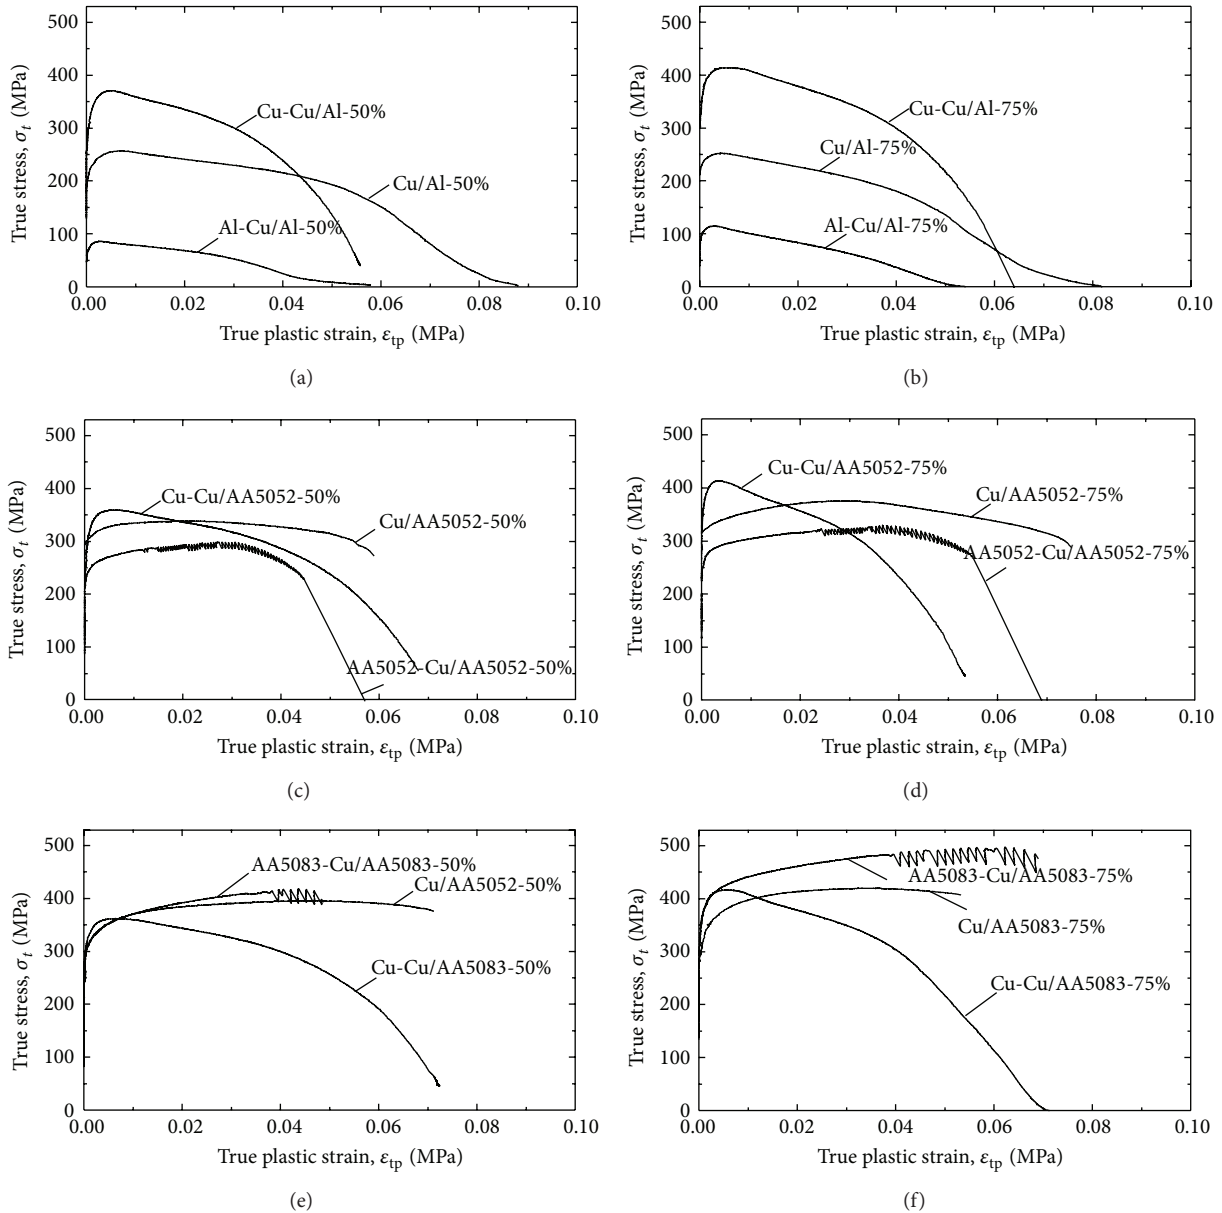 500
400
300
200
100
0
True stress, σt (MPa)
Cu-Cu/Al-50%
Cu/Al-50%
Al-Cu/Al-50%
0.00 0.02 0.04 0.06 0.08 0.10
True plastic strain, εtp (MPa)
(a)
500
400
300
200
100
0
True stress, σt (MPa)
Cu-Cu/Al-75%
Cu/Al-75%
Al-Cu/Al-75%
0.00 0.02 0.04 0.06 0.08 0.10
True plastic strain, εtp (MPa)
(b)
500
400
300
200
100
0
True stress, σt (MPa)
Cu-Cu/AA5052-50%
Cu/AA5052-50%
AA5052-Cu/AA5052-50%
0.00 0.02 0.04 0.06 0.08 0.10
True plastic strain, εtp (MPa)
(c)
500
400
300
200
100
0
True stress, σt (MPa)
Cu-Cu/AA5052-75%
Cu/AA5052-75%
AA5052-Cu/AA5052-75%
0.00 0.02 0.04 0.06 0.08 0.10
True plastic strain, εtp (MPa)
(d)
500
400
300
200
100
0
True stress, σt (MPa)
AA5083-Cu/AA5083-50%
Cu/AA5052-50%
Cu-Cu/AA5083-50%
0.00 0.02 0.04 0.06 0.08 0.10
True plastic strain, εtp (MPa)
(e)
500
400
300
200
100
0
True stress, σt (MPa)
AA5083-Cu/AA5083-75%
Cu/AA5083-75%
Cu-Cu/AA5083-75%
0.00 0.02 0.04 0.06 0.08 0.10
True plastic strain, εtp (MPa)
(f)